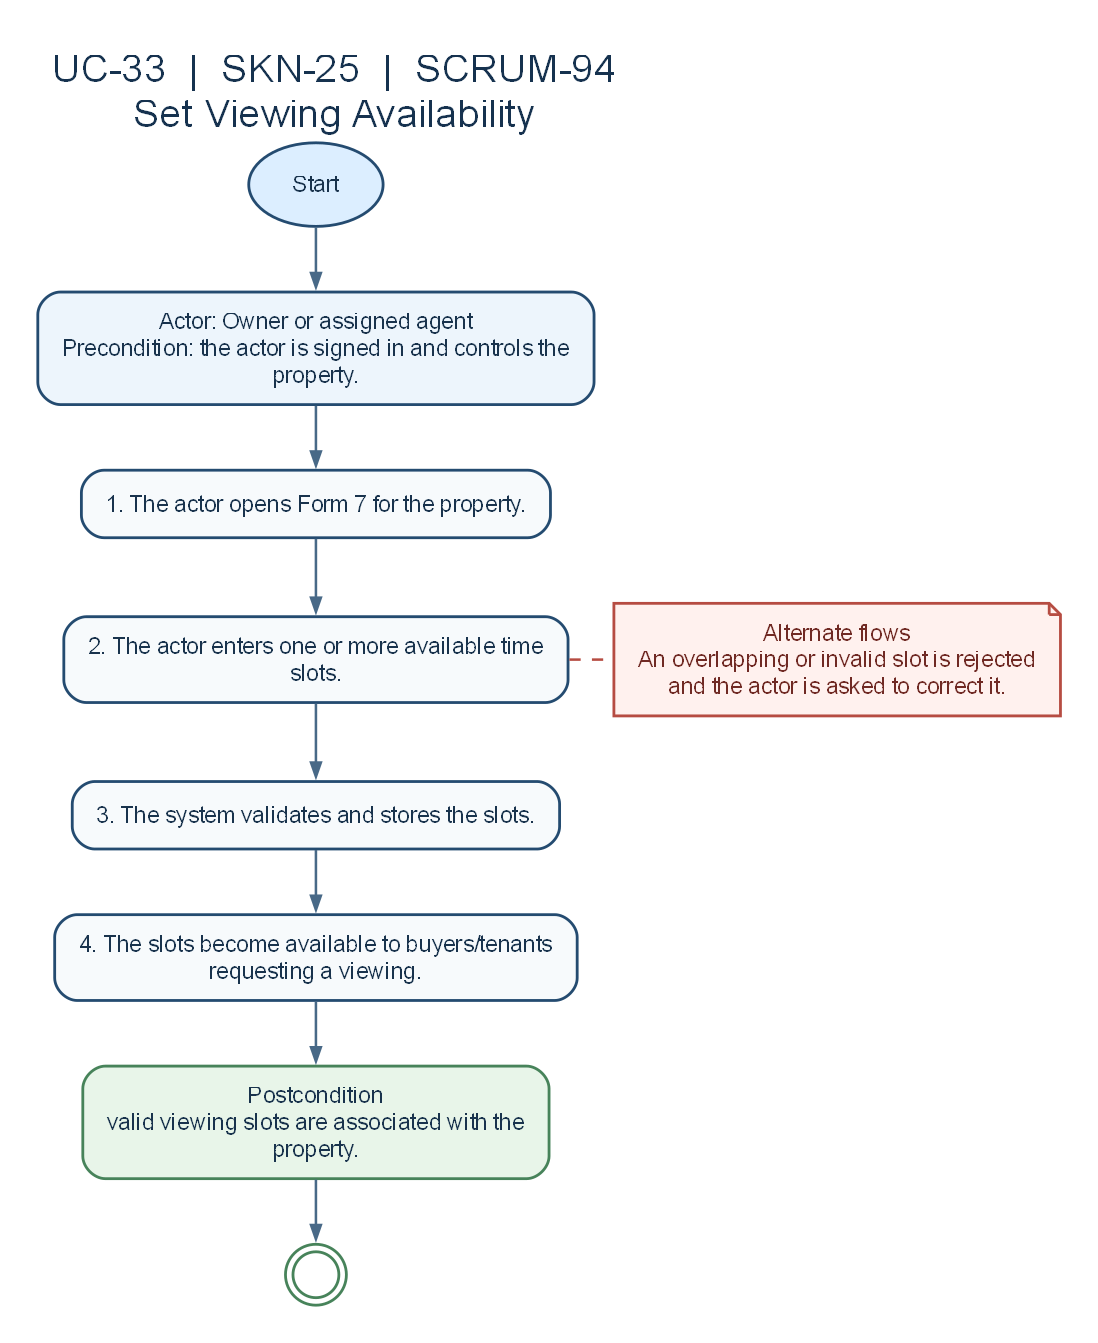 UC-33 | SKN-25 | SCRUM-94
Set Viewing Availability
Start
Actor: Owner or assigned agent
Precondition: the actor is signed in and controls the
property.
1. The actor opens Form 7 for the property.
2. The actor enters one or more available time
slots.
Alternate flows
An overlapping or invalid slot is rejected
and the actor is asked to correct it.
3. The system validates and stores the slots.
4. The slots become available to buyers/tenants
requesting a viewing.
Postcondition
valid viewing slots are associated with the
property.